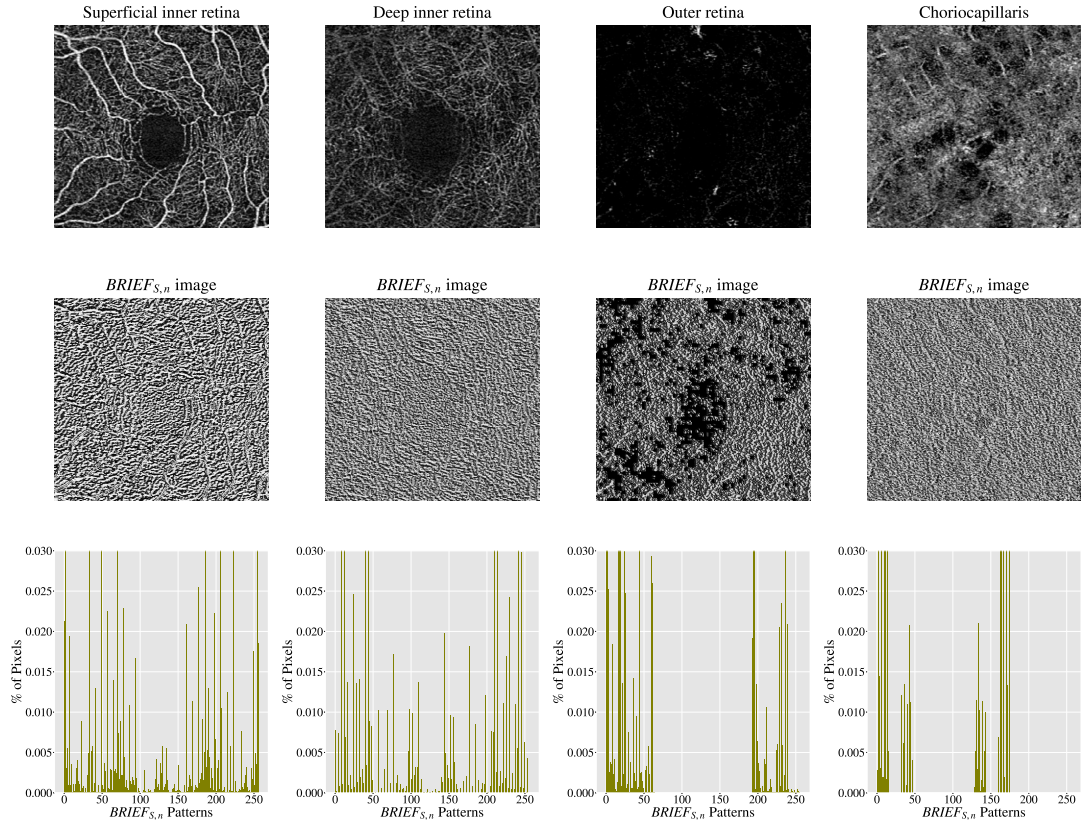 Superficial inner retina
Deep inner retina
Outer retina
Choriocapillaris
BRIEF_{S,n} image
BRIEF_{S,n} image
BRIEF_{S,n} image
BRIEF_{S,n} image
% of Pixels
0.030
0.025
0.020
0.015
0.010
0.005
0.000
0 50 100 150 200 250
BRIEF_{S,n} Patterns
% of Pixels
0.030
0.025
0.020
0.015
0.010
0.005
0.000
0 50 100 150 200 250
BRIEF_{S,n} Patterns
% of Pixels
0.030
0.025
0.020
0.015
0.010
0.005
0.000
0 50 100 150 200 250
BRIEF_{S,n} Patterns
% of Pixels
0.030
0.025
0.020
0.015
0.010
0.005
0.000
0 50 100 150 200 250
BRIEF_{S,n} Patterns